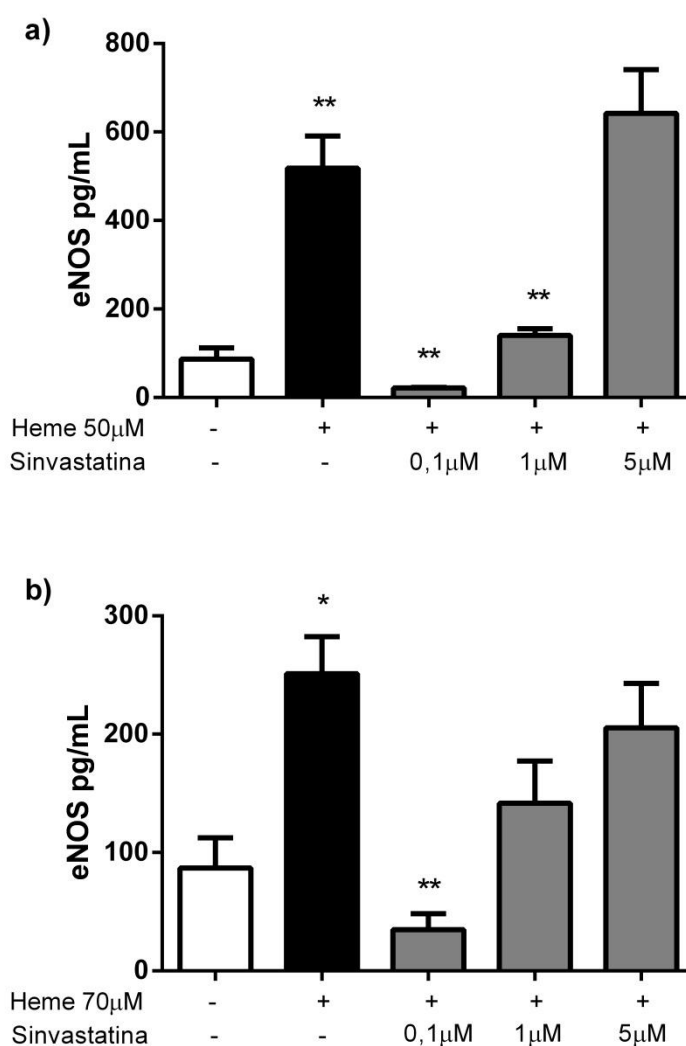 a)
800
600
400
200
0
eNOS pg/mL
**
**
**
Heme 50μM - + + + +
Sinvastatina - - 0,1μM 1μM 5μM
b)
300
200
100
0
eNOS pg/mL
*
**
Heme 70μM - + + + +
Sinvastatina - - 0,1μM 1μM 5μM